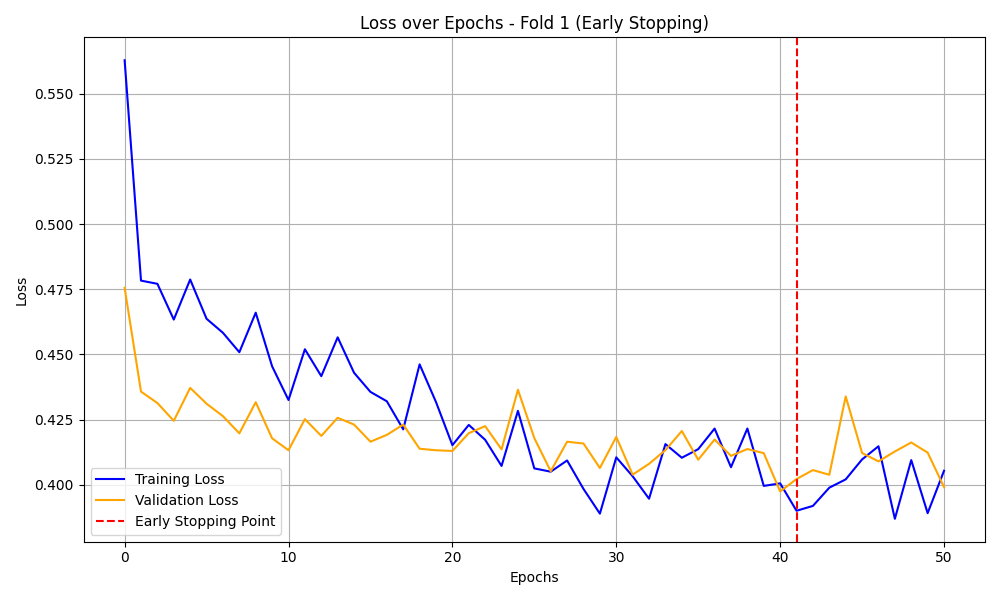 Loss over Epochs - Fold 1 (Early Stopping)
Loss
0.550
0.525
0.500
0.475
0.450
0.425
0.400
Training Loss
Validation Loss
Early Stopping Point
0 10 20 30 40 50
Epochs